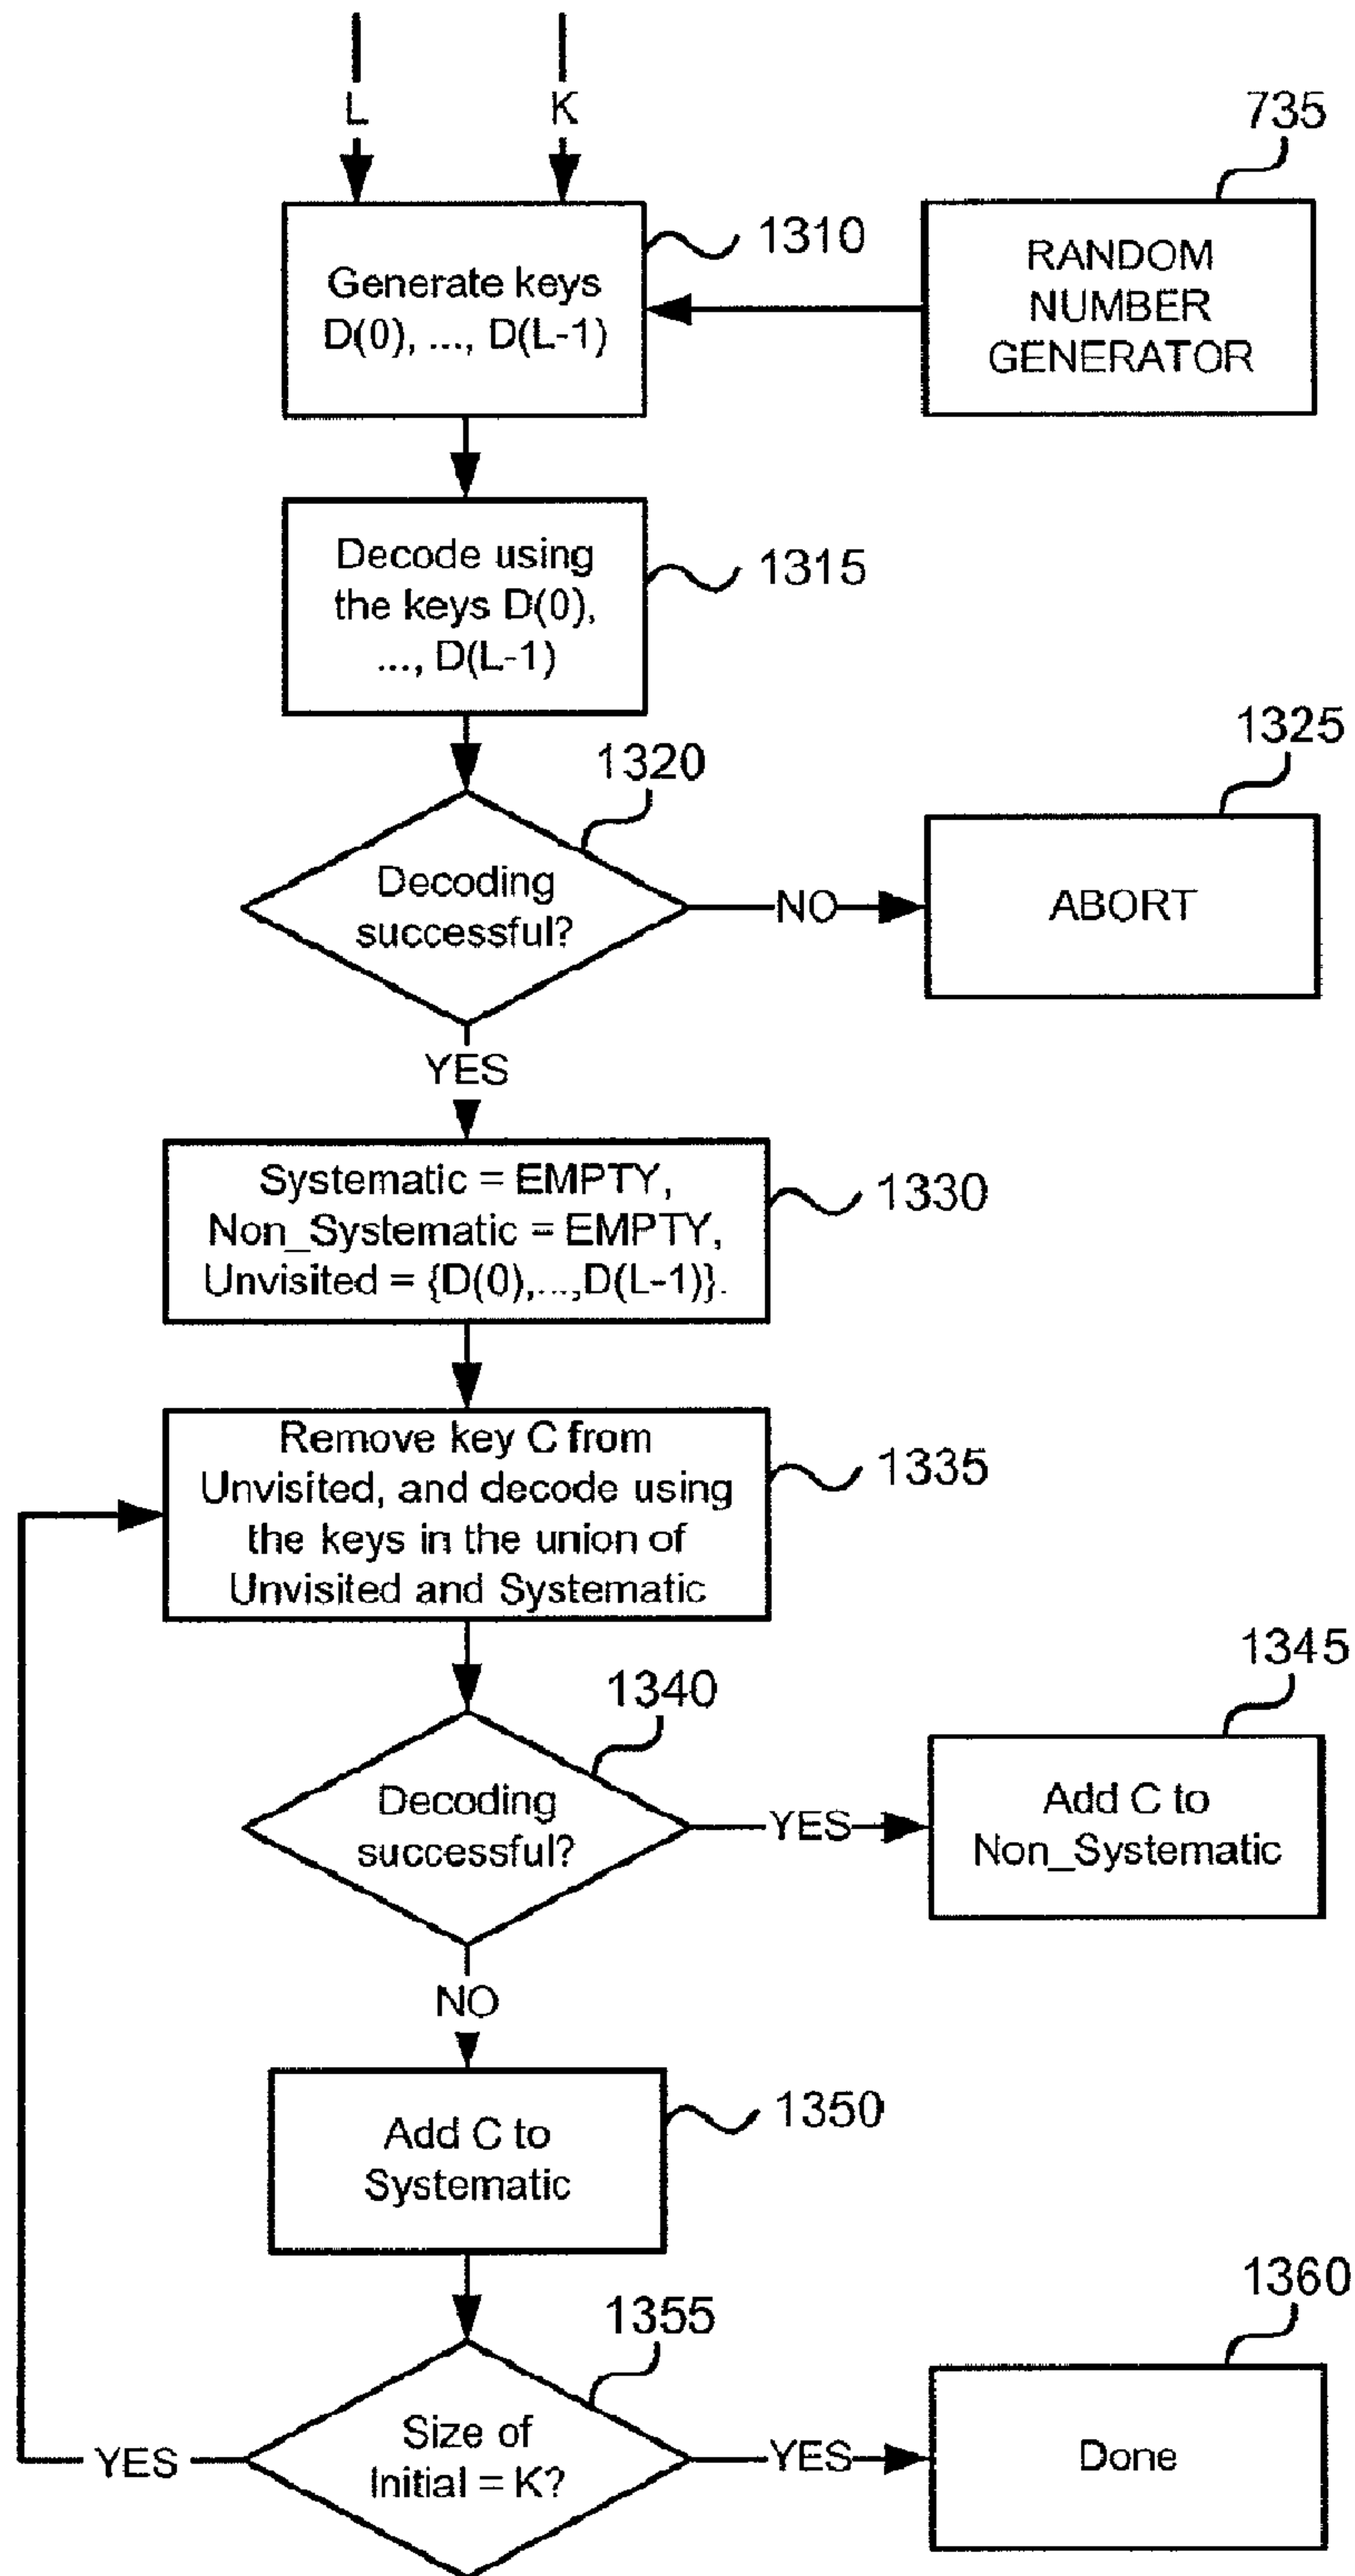 L
K
735
1310
Generate keys
D(0), ..., D(L-1)
RANDOM
NUMBER
GENERATOR
Decode using
the keys D(0),
..., D(L-1)
1315
1320
1325
Decoding
successful?
NO
ABORT
YES
Systematic = EMPTY,
Non_Systematic = EMPTY,
Unvisited = {D(0),...,D(L-1)}.
1330
Remove key C from
Unvisited, and decode using
the keys in the union of
Unvisited and Systematic
1335
1340
1345
Decoding
successful?
YES
Add C to
Non_Systematic
NO
Add C to
Systematic
1350
1355
1360
YES
Size of
Initial = K?
YES
Done